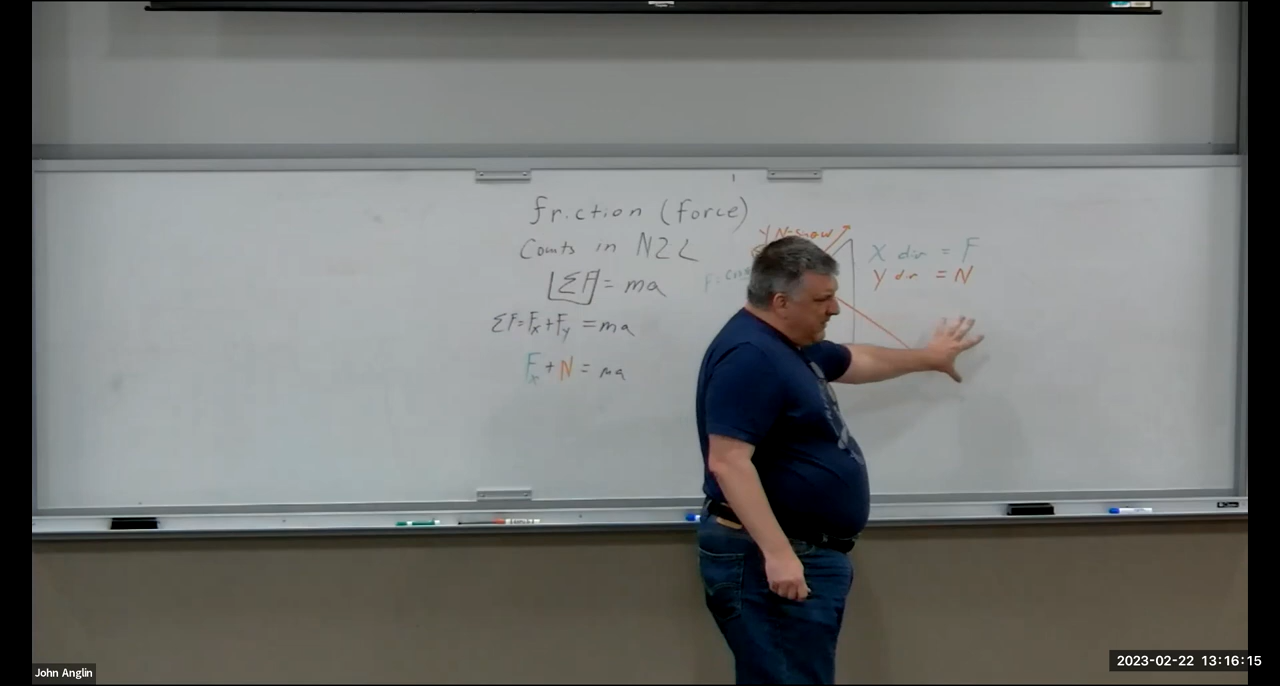 friction (force)
Counts in N2L
ΣF = ma
ΣF = Fx + Fy = ma
Fx + N = ma
y N
X dir = F
Y dir = N
John Anglin
2023-02-22 13:16:15